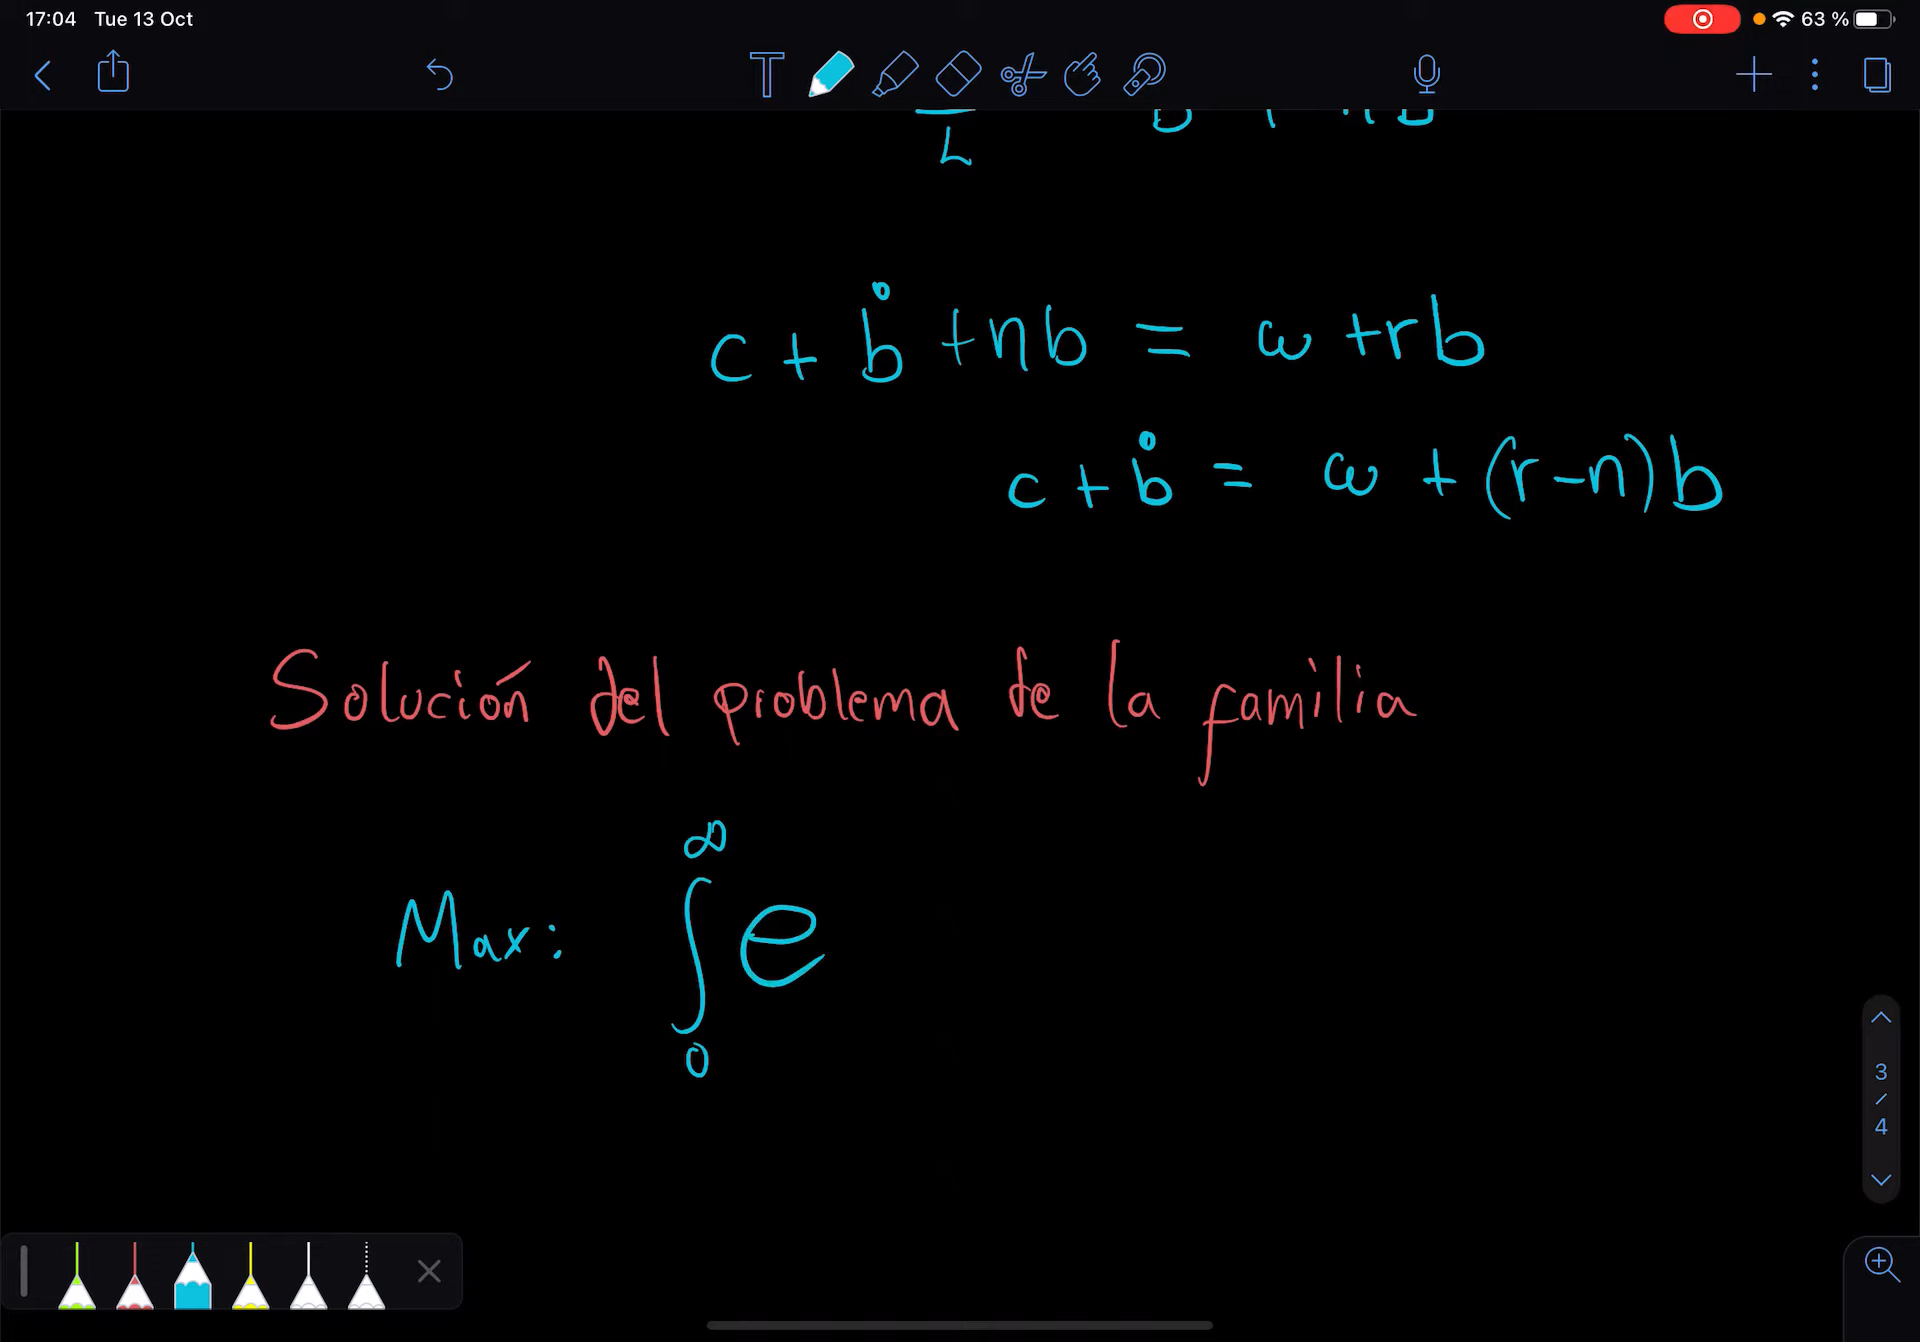 17:04 Tue 13 Oct 63 %
T
L
c + ḃ + nb = w + rb
c + ḃ = w + (r-n)b
Solución del problema de la familia
∞
Max: ∫ e
0
3
/
4